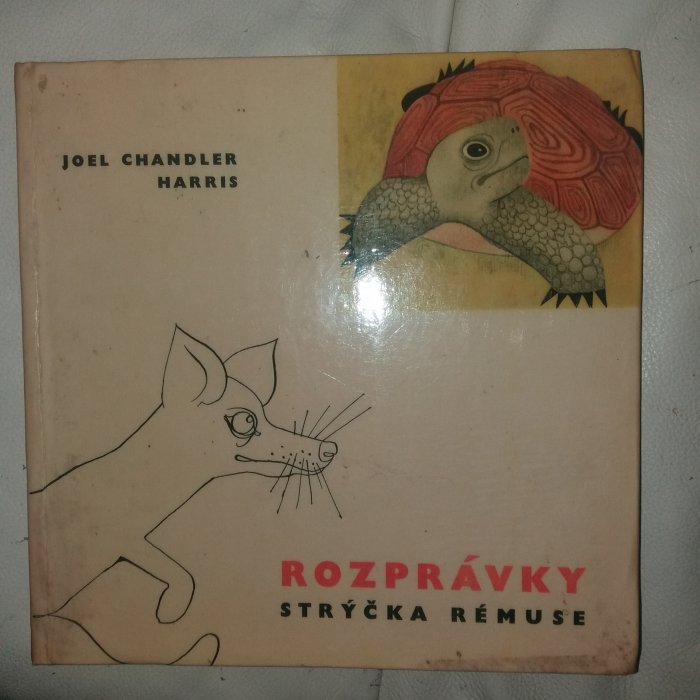 JOEL CHANDLER
HARRIS
ROZPRÁVKY
STRÝČKA RÉMUSE